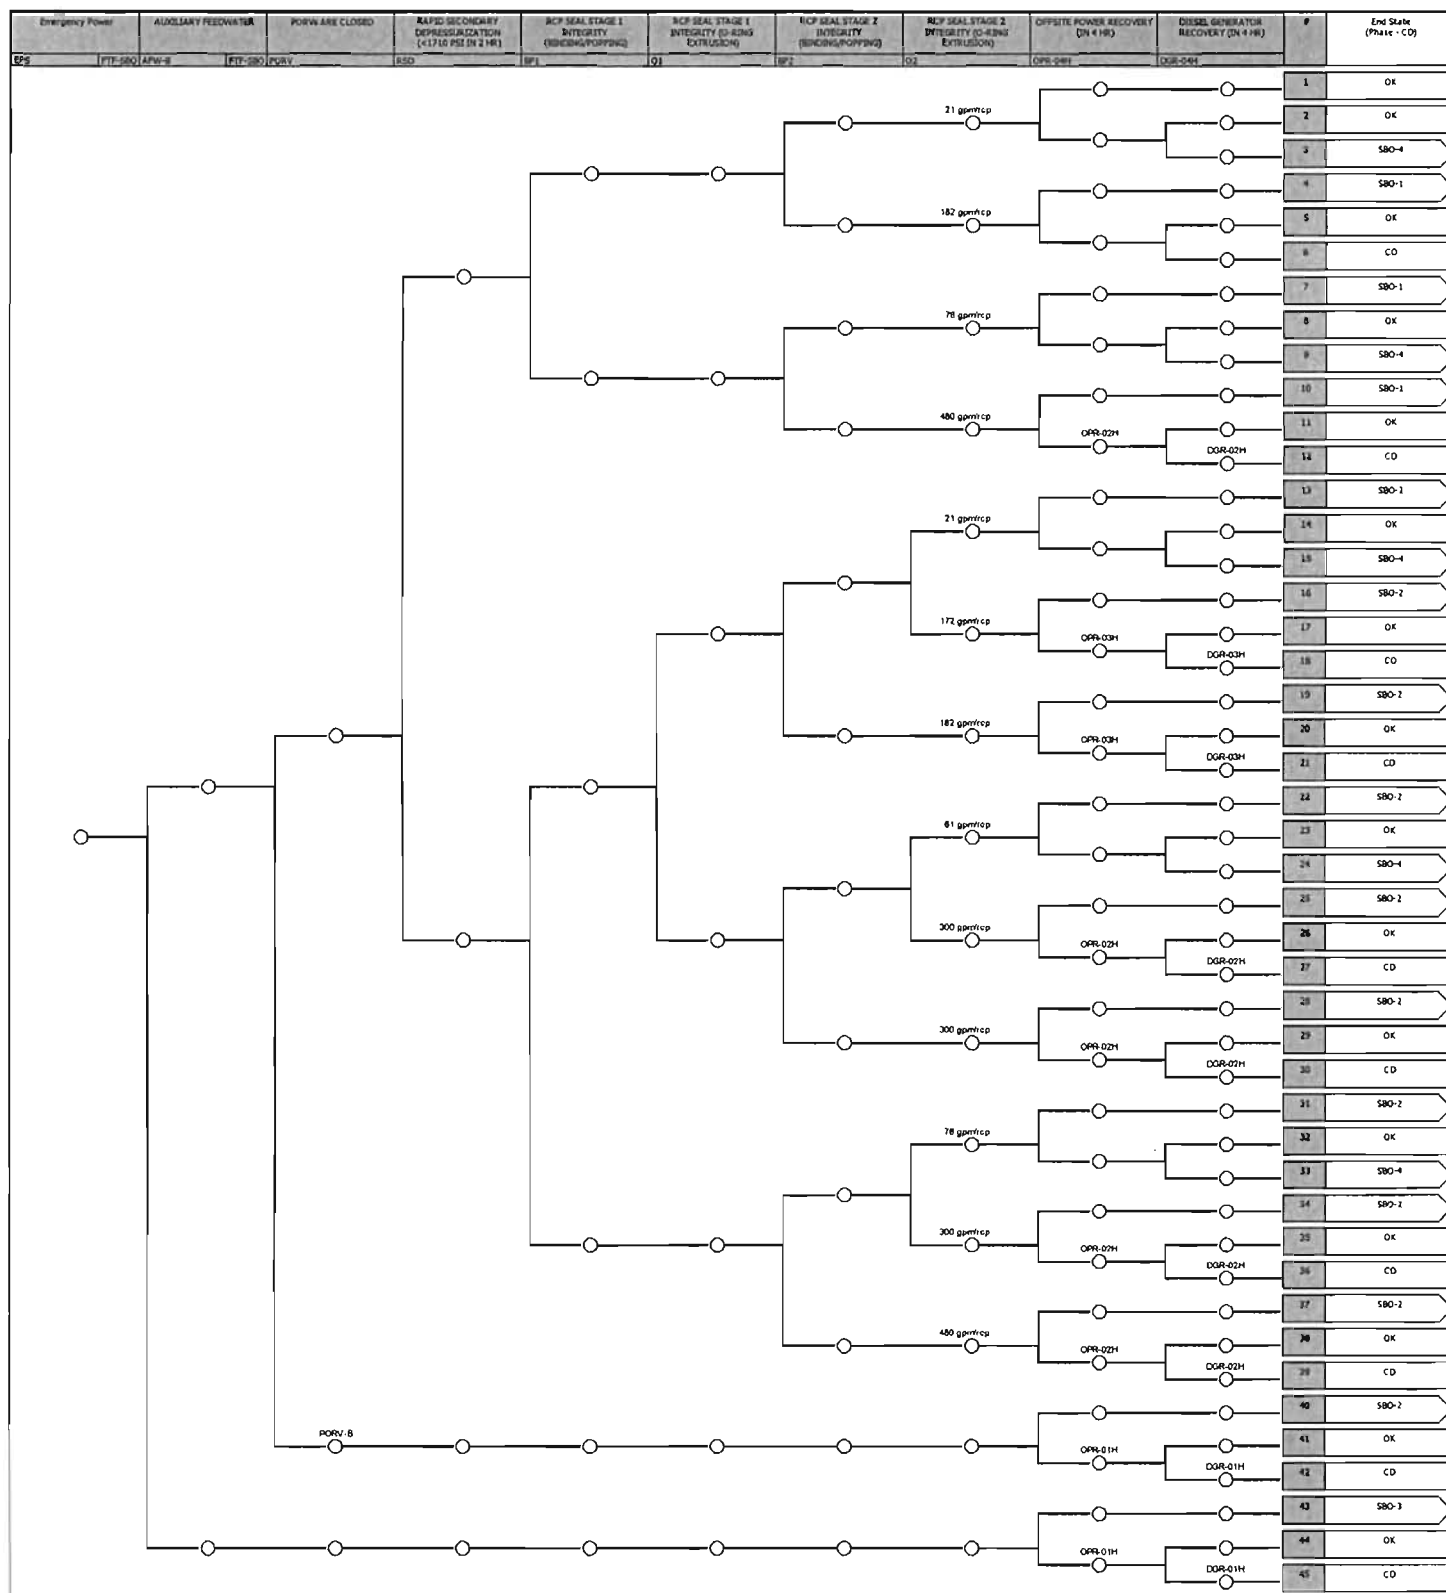 Emergency Power
AUXILIARY FEEDWATER
PORVs ARE CLOSED
RAPID SECONDARY
DEPRESSURIZATION
(<1710 PSI IN 2 HR)
RCP SEAL STAGE 1
INTEGRITY
(BINDING/POPPING)
RCP SEAL STAGE 1
INTEGRITY (O-RING
EXTRUSION)
RCP SEAL STAGE 2
INTEGRITY
(BINDING/POPPING)
RCP SEAL STAGE 2
INTEGRITY (O-RING
EXTRUSION)
OFFSITE POWER RECOVERY
(IN 4 HR)
DIESEL GENERATOR
RECOVERY (IN 4 HR)
#
End State
(Phase - CD)
EPS
FTF-SBO
AFW-B
FTF-SBO
PORV
RSD
BP1
O1
BP2
O2
OPR-04H
DGR-04H
1 OK
21 gpm/rcp
2 OK
3 SBO-4
4 SBO-1
182 gpm/rcp
5 OK
6 CD
7 SBO-1
78 gpm/rcp
8 OK
9 SBO-4
10 SBO-1
480 gpm/rcp
11 OK
OPR-02H
DGR-02H
12 CD
13 SBO-2
21 gpm/rcp
14 OK
15 SBO-4
16 SBO-2
172 gpm/rcp
17 OK
OPR-03H
DGR-03H
18 CD
19 SBO-2
182 gpm/rcp
20 OK
OPR-03H
DGR-03H
21 CD
22 SBO-2
61 gpm/rcp
23 OK
24 SBO-4
25 SBO-2
300 gpm/rcp
26 OK
OPR-02H
DGR-02H
27 CD
28 SBO-2
300 gpm/rcp
29 OK
OPR-02H
DGR-02H
30 CD
31 SBO-2
78 gpm/rcp
32 OK
33 SBO-4
34 SBO-2
300 gpm/rcp
35 OK
OPR-02H
DGR-02H
36 CD
37 SBO-2
480 gpm/rcp
38 OK
OPR-02H
DGR-02H
39 CD
40 SBO-2
PORV-B
41 OK
OPR-01H
DGR-01H
42 CD
43 SBO-3
44 OK
OPR-01H
DGR-01H
45 CD